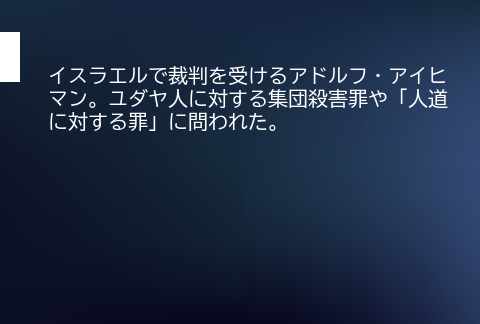 イスラエルで裁判を受けるアドルフ・アイヒ
マン。ユダヤ人に対する集団殺害罪や「人道
に対する罪」に問われた。